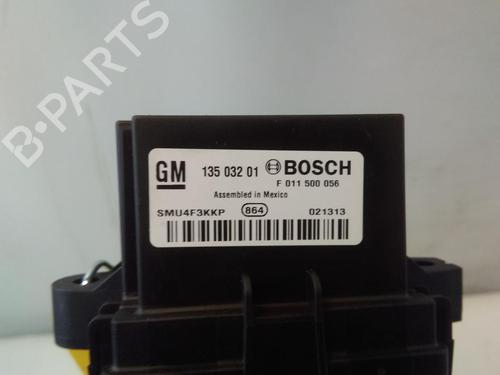 B-PARTS
GM 135 032 01 BOSCH
F 011 500 056
Assembled in Mexico
SMU4F3KKP 864 021313